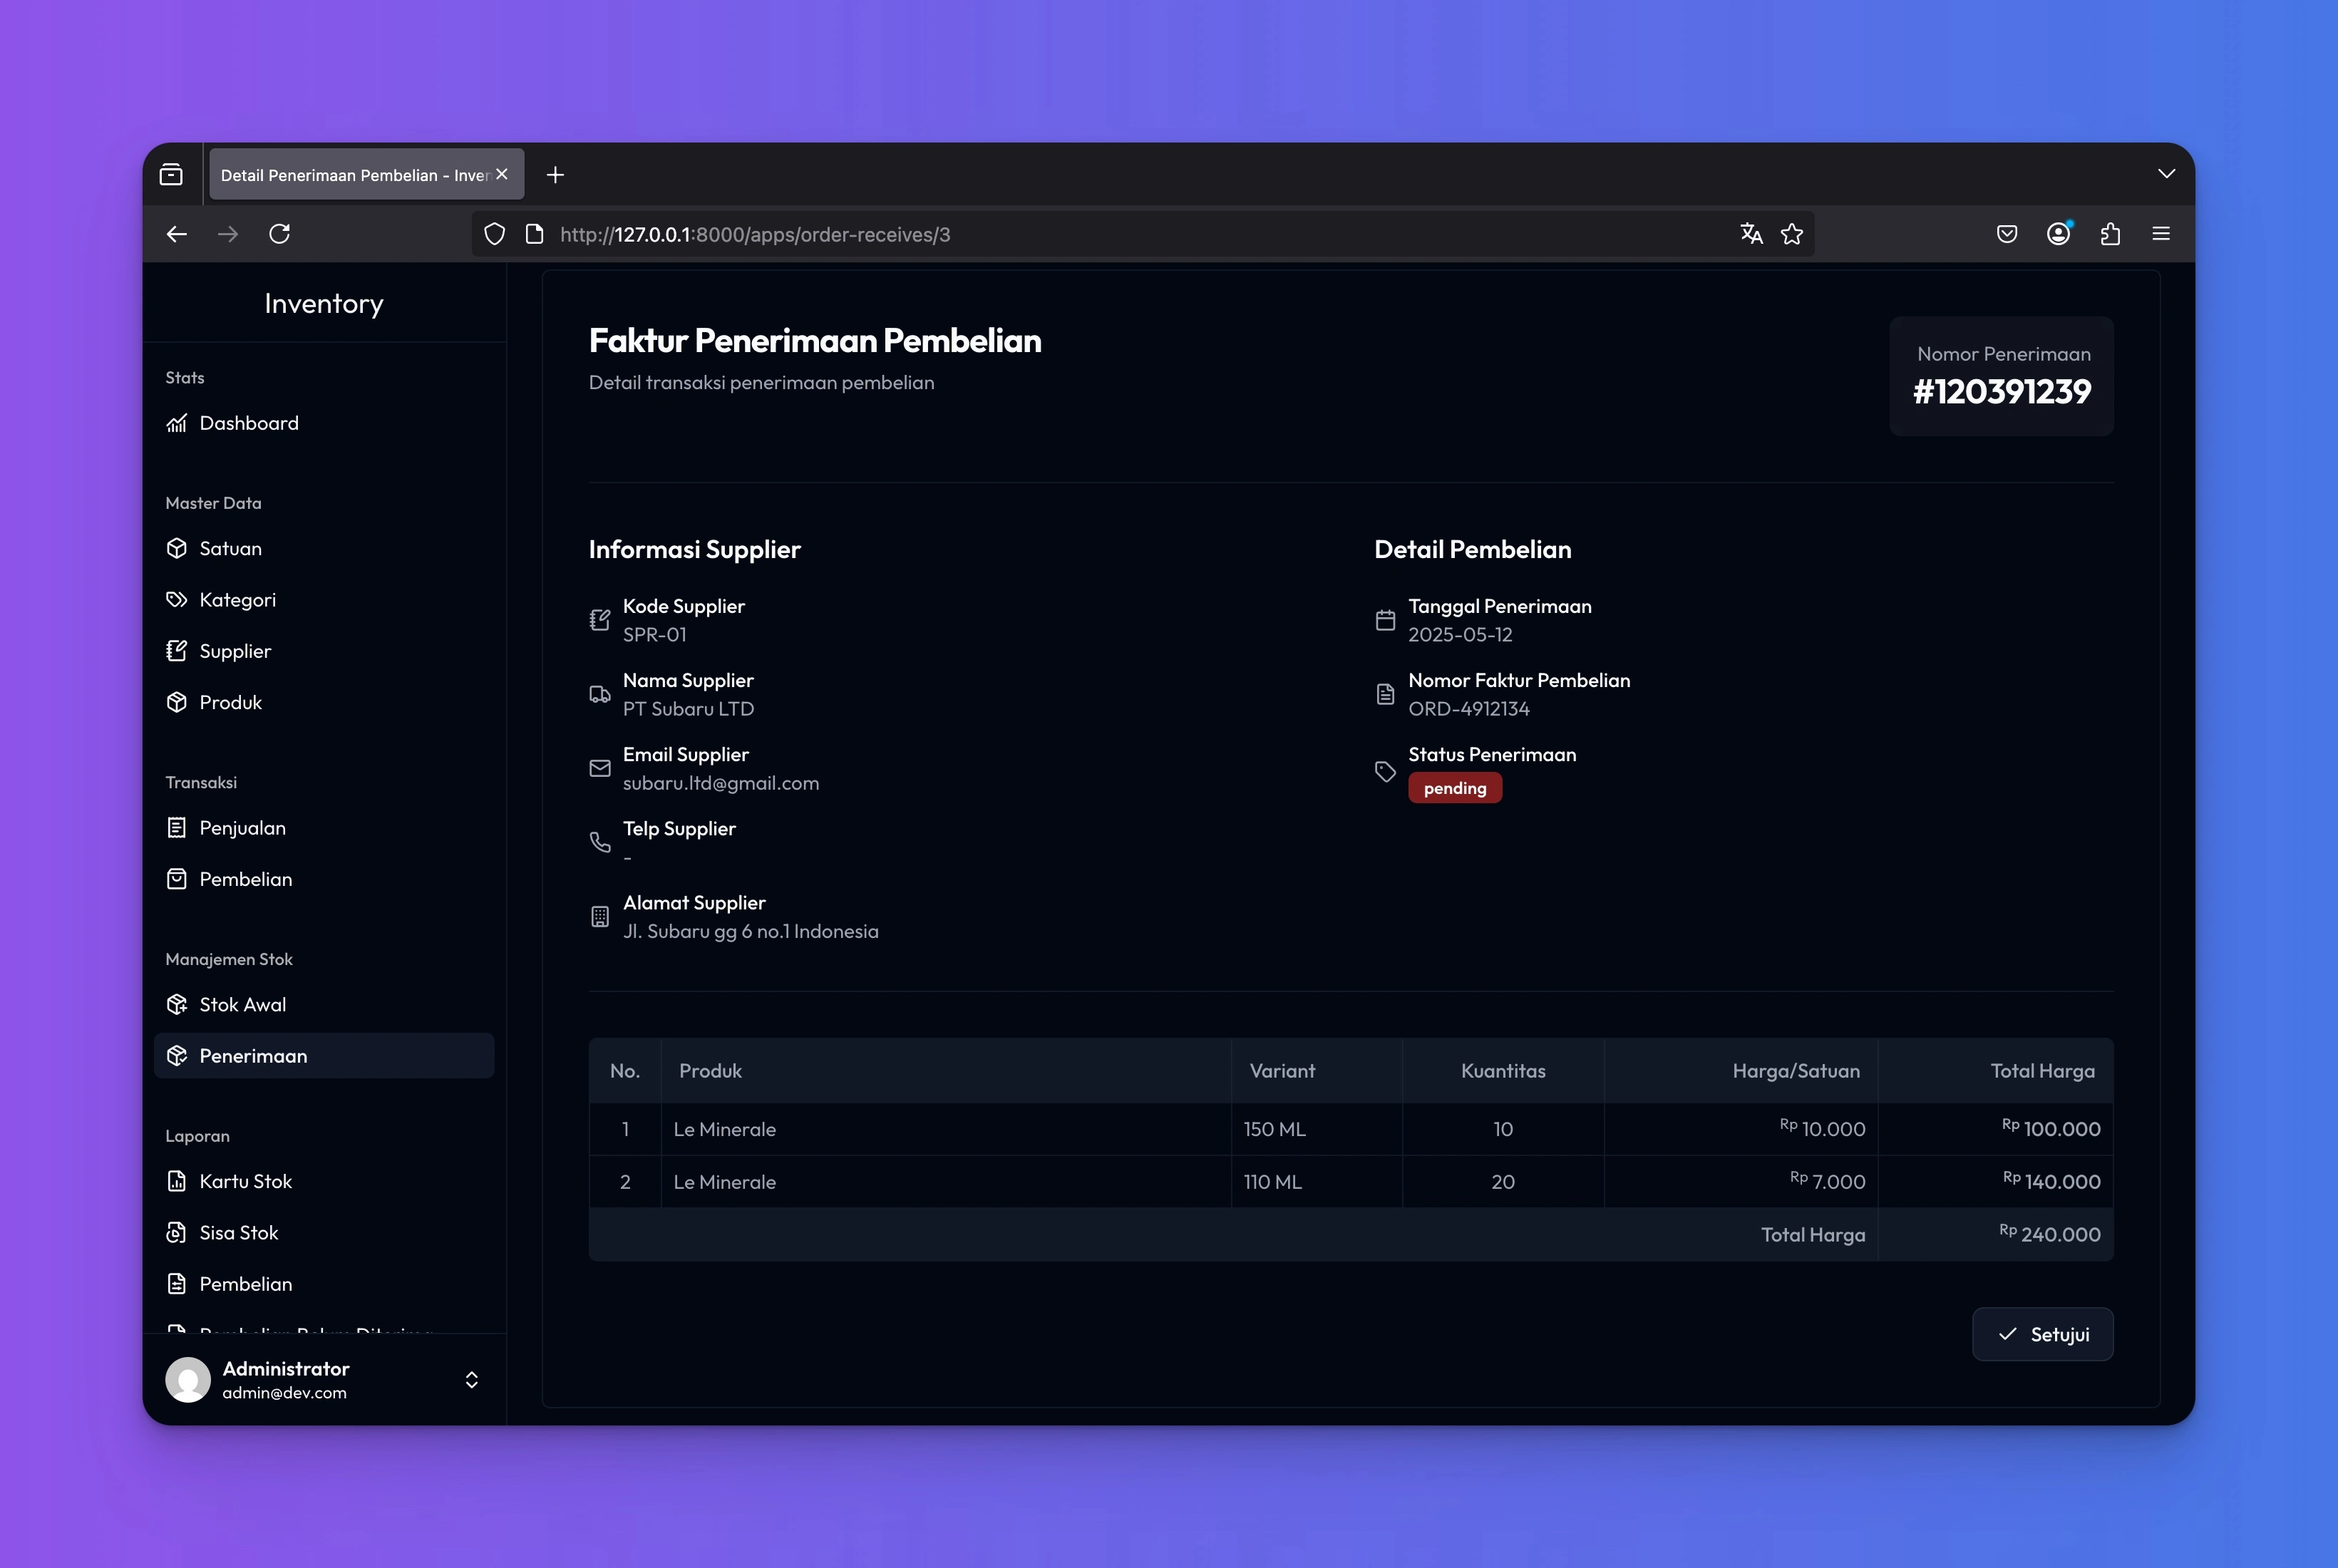 Detail Penerimaan Pembelian - Inver
http://127.0.0.1:8000/apps/order-receives/3
Inventory
Stats
Dashboard
Master Data
Satuan
Kategori
Supplier
Produk
Transaksi
Penjualan
Pembelian
Manajemen Stok
Stok Awal
Penerimaan
Laporan
Kartu Stok
Sisa Stok
Pembelian
Administrator
admin@dev.com
Faktur Penerimaan Pembelian
Detail transaksi penerimaan pembelian
Nomor Penerimaan
#120391239
Informasi Supplier
Kode Supplier
SPR-01
Nama Supplier
PT Subaru LTD
Email Supplier
subaru.ltd@gmail.com
Telp Supplier
-
Alamat Supplier
Jl. Subaru gg 6 no.1 Indonesia
Detail Pembelian
Tanggal Penerimaan
2025-05-12
Nomor Faktur Pembelian
ORD-4912134
Status Penerimaan
pending
No. Produk Variant Kuantitas Harga/Satuan Total Harga
1 Le Minerale 150 ML 10 Rp 10.000 Rp 100.000
2 Le Minerale 110 ML 20 Rp 7.000 Rp 140.000
Total Harga Rp 240.000
Setujui